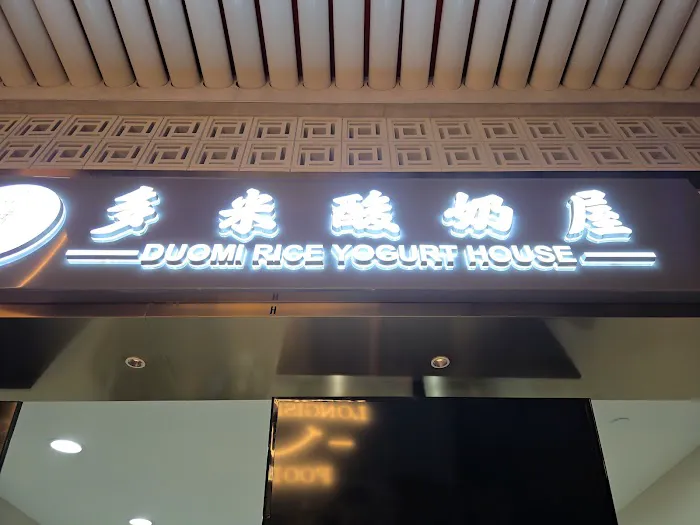 多米酸奶屋
DUOMI RICE YOGURT HOUSE
H
H